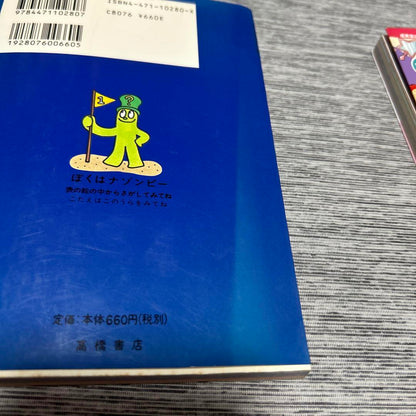 9784471102807
ISBN4-471-10280-X
C8076 ¥660E
1928076006605
1
?
ぼくはナゾンビー
表の絵の中からさがしてみてね
こたえはこのうらをみてね
定価:本体660円(税別)
高橋書店